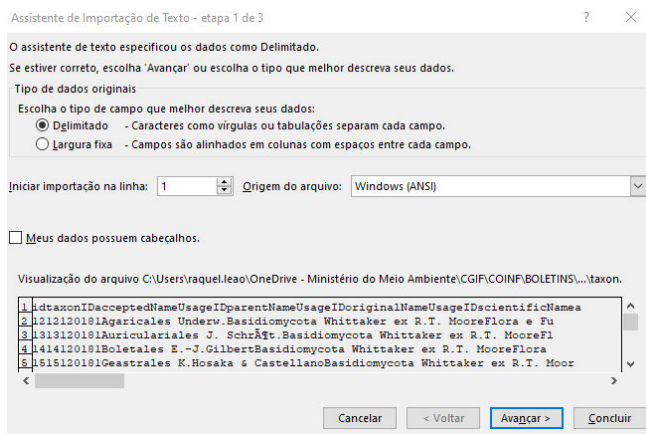 Assistente de Importação de Texto - etapa 1 de 3 ? ×
O assistente de texto especificou os dados como Delimitado.
Se estiver correto, escolha 'Avançar' ou escolha o tipo que melhor descreva seus dados.
Tipo de dados originais
Escolha o tipo de campo que melhor descreva seus dados:
Delimitado - Caracteres como vírgulas ou tabulações separam cada campo.
Largura fixa - Campos são alinhados em colunas com espaços entre cada campo.
Iniciar importação na linha: 1 Origem do arquivo: Windows (ANSI)
Meus dados possuem cabeçalhos.
Visualização do arquivo C:\Users\raquel.leao\OneDrive - Ministério do Meio Ambiente\CGIF\COINF\BOLETINS\...\taxon.
1 idtaxonIDacceptedNameUsageIDparentNameUsageIDoriginalNameUsageIDscientificNamea
2 1212120181Agaricales Underw.Basidiomycota Whittaker ex R.T. MooreFlora e Fu
3 1313120181Auriculariales J. SchrÃ¶t.Basidiomycota Whittaker ex R.T. MooreFl
4 1414120181Boletales E.-J.GilbertBasidiomycota Whittaker ex R.T. MooreFlora
5 1515120181Geastrales K.Hosaka & CastellanoBasidiomycota Whittaker ex R.T. Moor
Cancelar < Voltar Avançar > Concluir